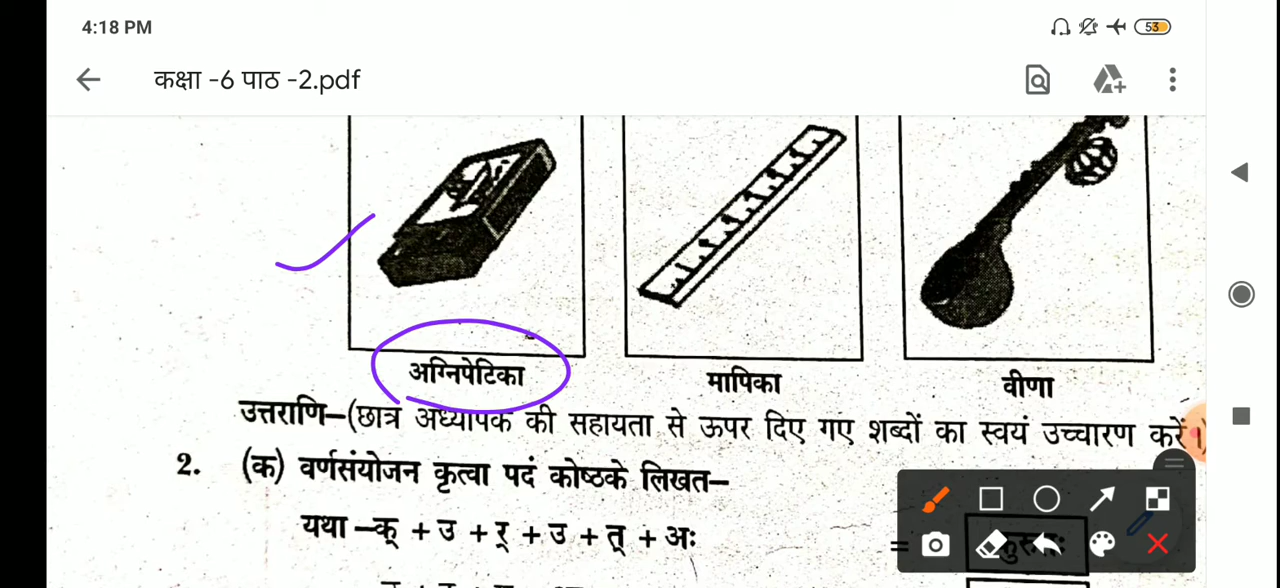 4:18 PM
53
कक्षा -6 पाठ -2.pdf
अग्निपेटिका
मापिका
वीणा
उत्तराणि–(छात्र अध्यापक की सहायता से ऊपर दिए गए शब्दों का स्वयं उच्चारण करें।)
2. (क) वर्णसंयोजन कृत्वा पदं कोष्ठके लिखत–
यथा –क् + उ + र् + उ + त् + अः =